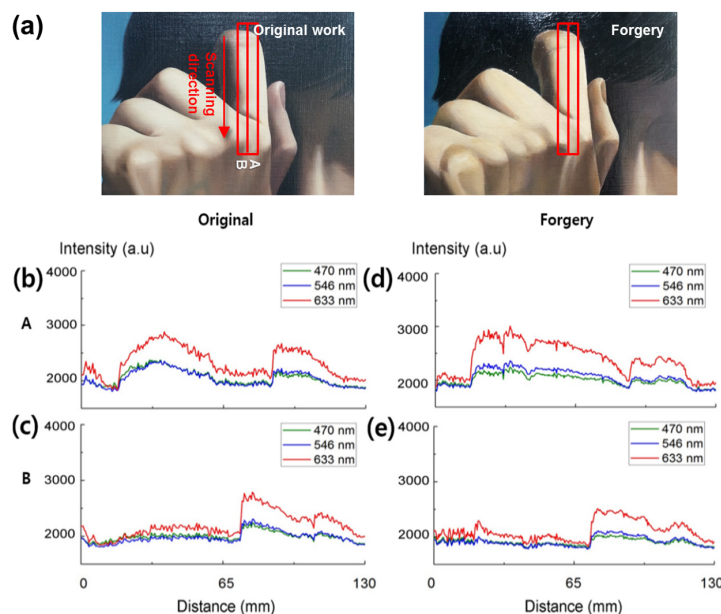 (a)
Original work
Scanning
direction
B A
Forgery
Original
Forgery
Intensity (a.u)
Intensity (a.u)
(b)
4000
3000
2000
A
470 nm
546 nm
633 nm
(d)
4000
3000
2000
470 nm
546 nm
633 nm
(c)
4000
3000
2000
B
470 nm
546 nm
633 nm
0 65 130
Distance (mm)
(e)
4000
3000
2000
470 nm
546 nm
633 nm
0 65 130
Distance (mm)